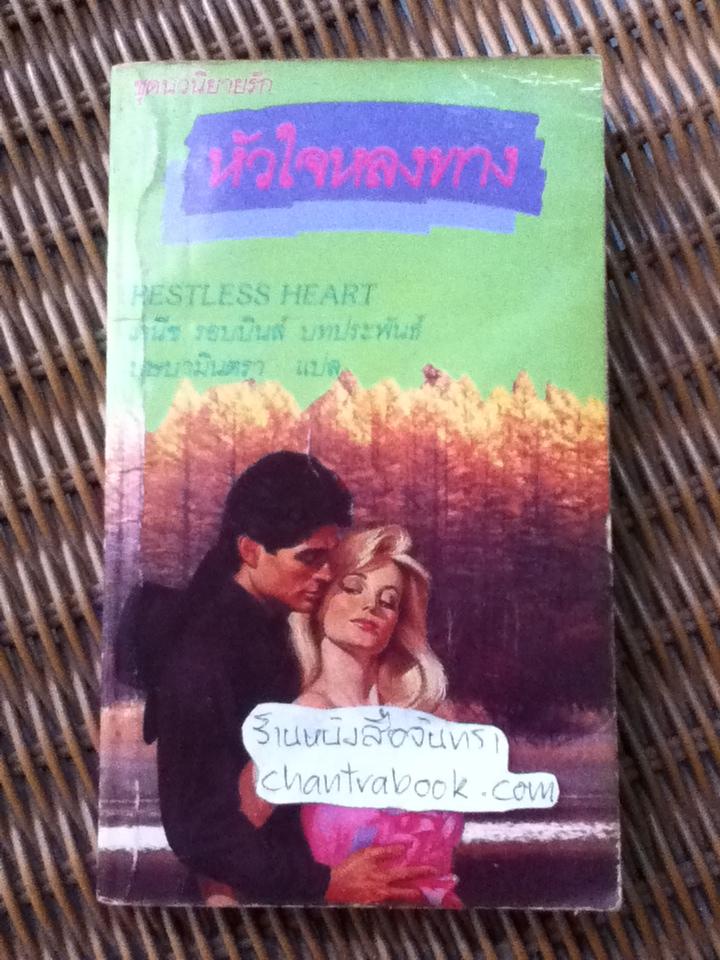 ชุดนวนิยายรัก
หัวใจหลงทาง
RESTLESS HEART
เจนีซ รอบบินส์ บทประพันธ์
บุษบามินตรา แปล
ร้านหนังสือจันทรา
chantrabook.com